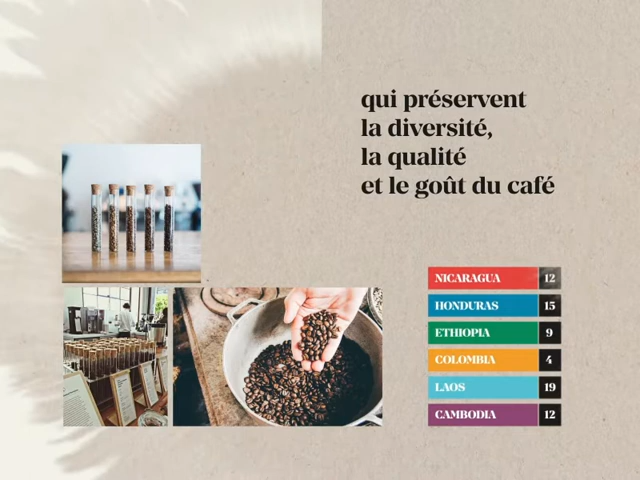 qui préservent
la diversité,
la qualité
et le goût du café
NICARAGUA 12
HONDURAS 15
ETHIOPIA 9
COLOMBIA 4
LAOS 19
CAMBODIA 12